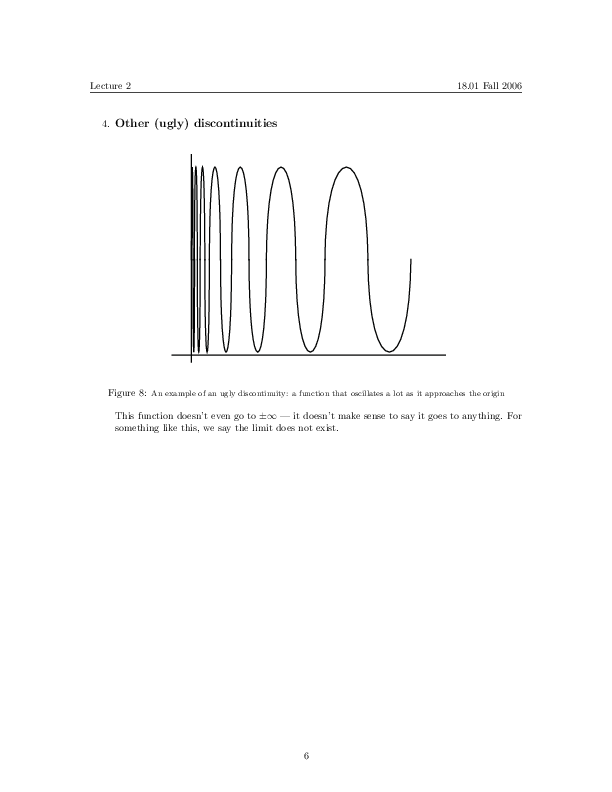 Lecture 2 18.01 Fall 2006
4. Other (ugly) discontinuities
Figure 8: An example of an ugly discontinuity: a function that oscillates a lot as it approaches the origin
This function doesn't even go to ±∞ — it doesn't make sense to say it goes to anything. For
something like this, we say the limit does not exist.
6